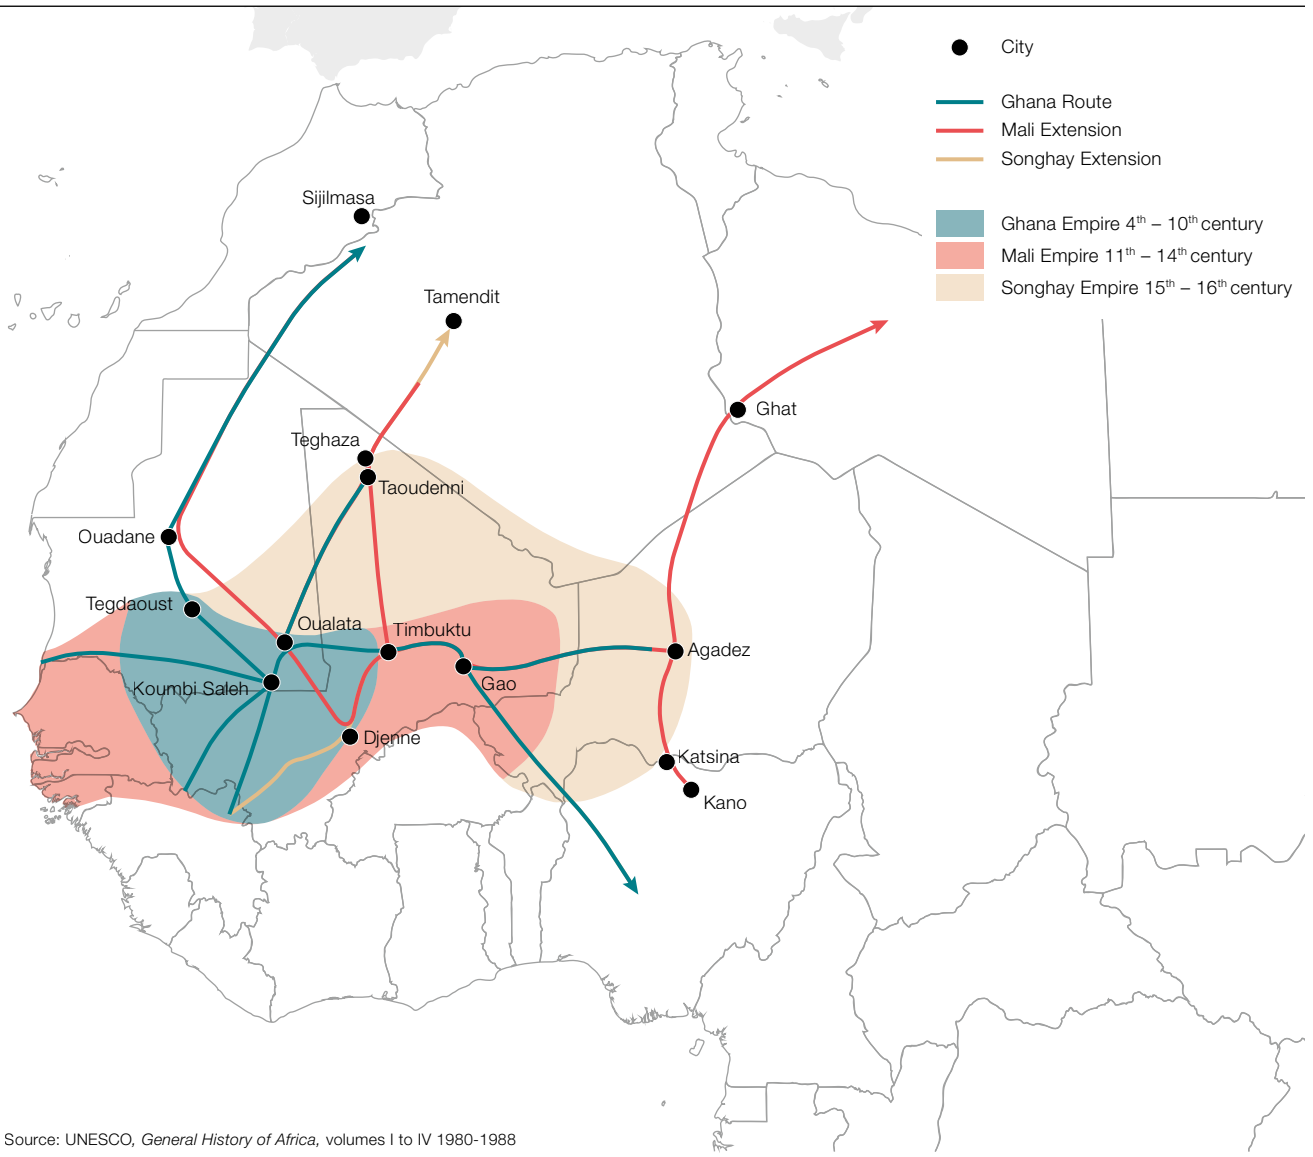 City
Ghana Route
Mali Extension
Songhay Extension
Ghana Empire 4th – 10th century
Mali Empire 11th – 14th century
Songhay Empire 15th – 16th century
Sijilmasa
Tamendit
Ghat
Teghaza
Taoudenni
Ouadane
Tegdaoust
Oualata
Timbuktu
Agadez
Koumbi Saleh
Gao
Djenne
Katsina
Kano
Source: UNESCO, General History of Africa, volumes I to IV 1980-1988